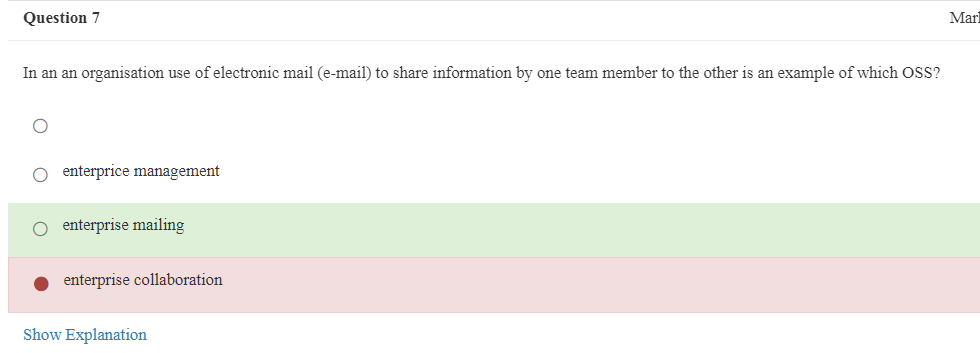 Question 7
Mar
In an an organisation use of electronic mail (e-mail) to share information by one team member to the other is an example of which OSS?
enterprice management
enterprise mailing
enterprise collaboration
Show Explanation